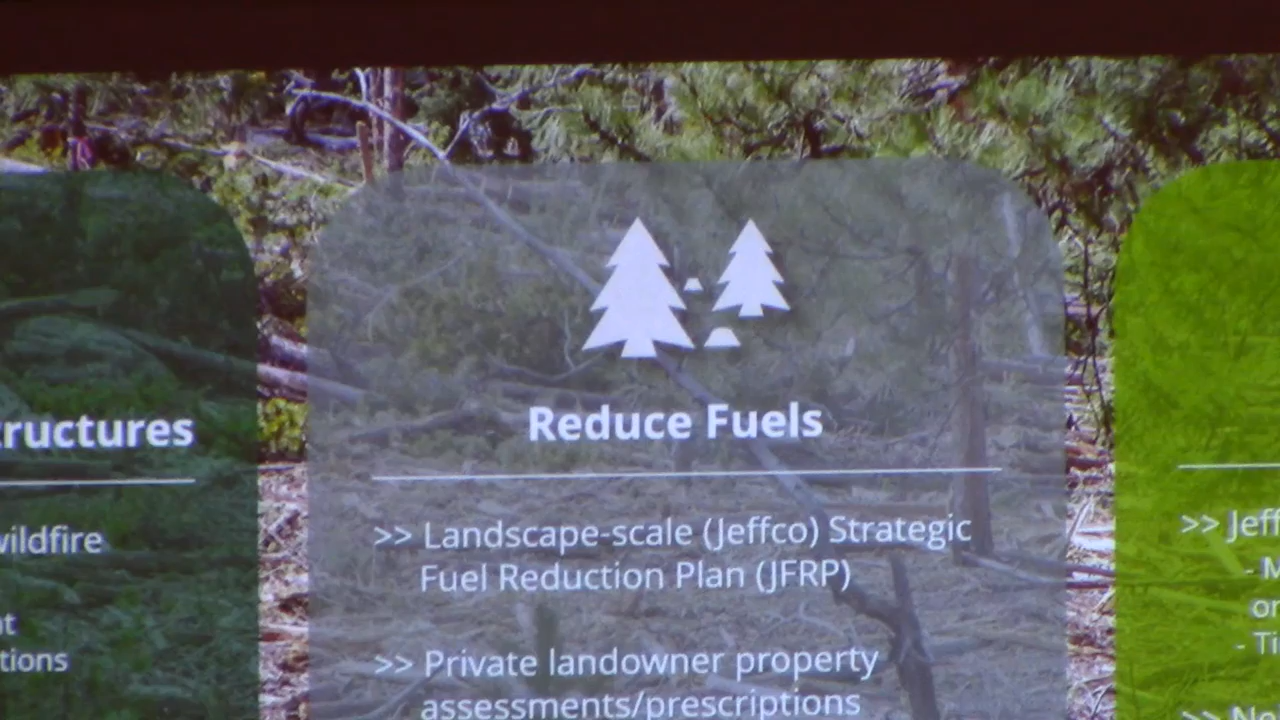 tructures
wildfire
tions
Reduce Fuels
>> Landscape-scale (Jeffco) Strategic
Fuel Reduction Plan (JFRP)
>> Private landowner property
assessments/prescriptions
>> Jeff
- M
or
- Ti